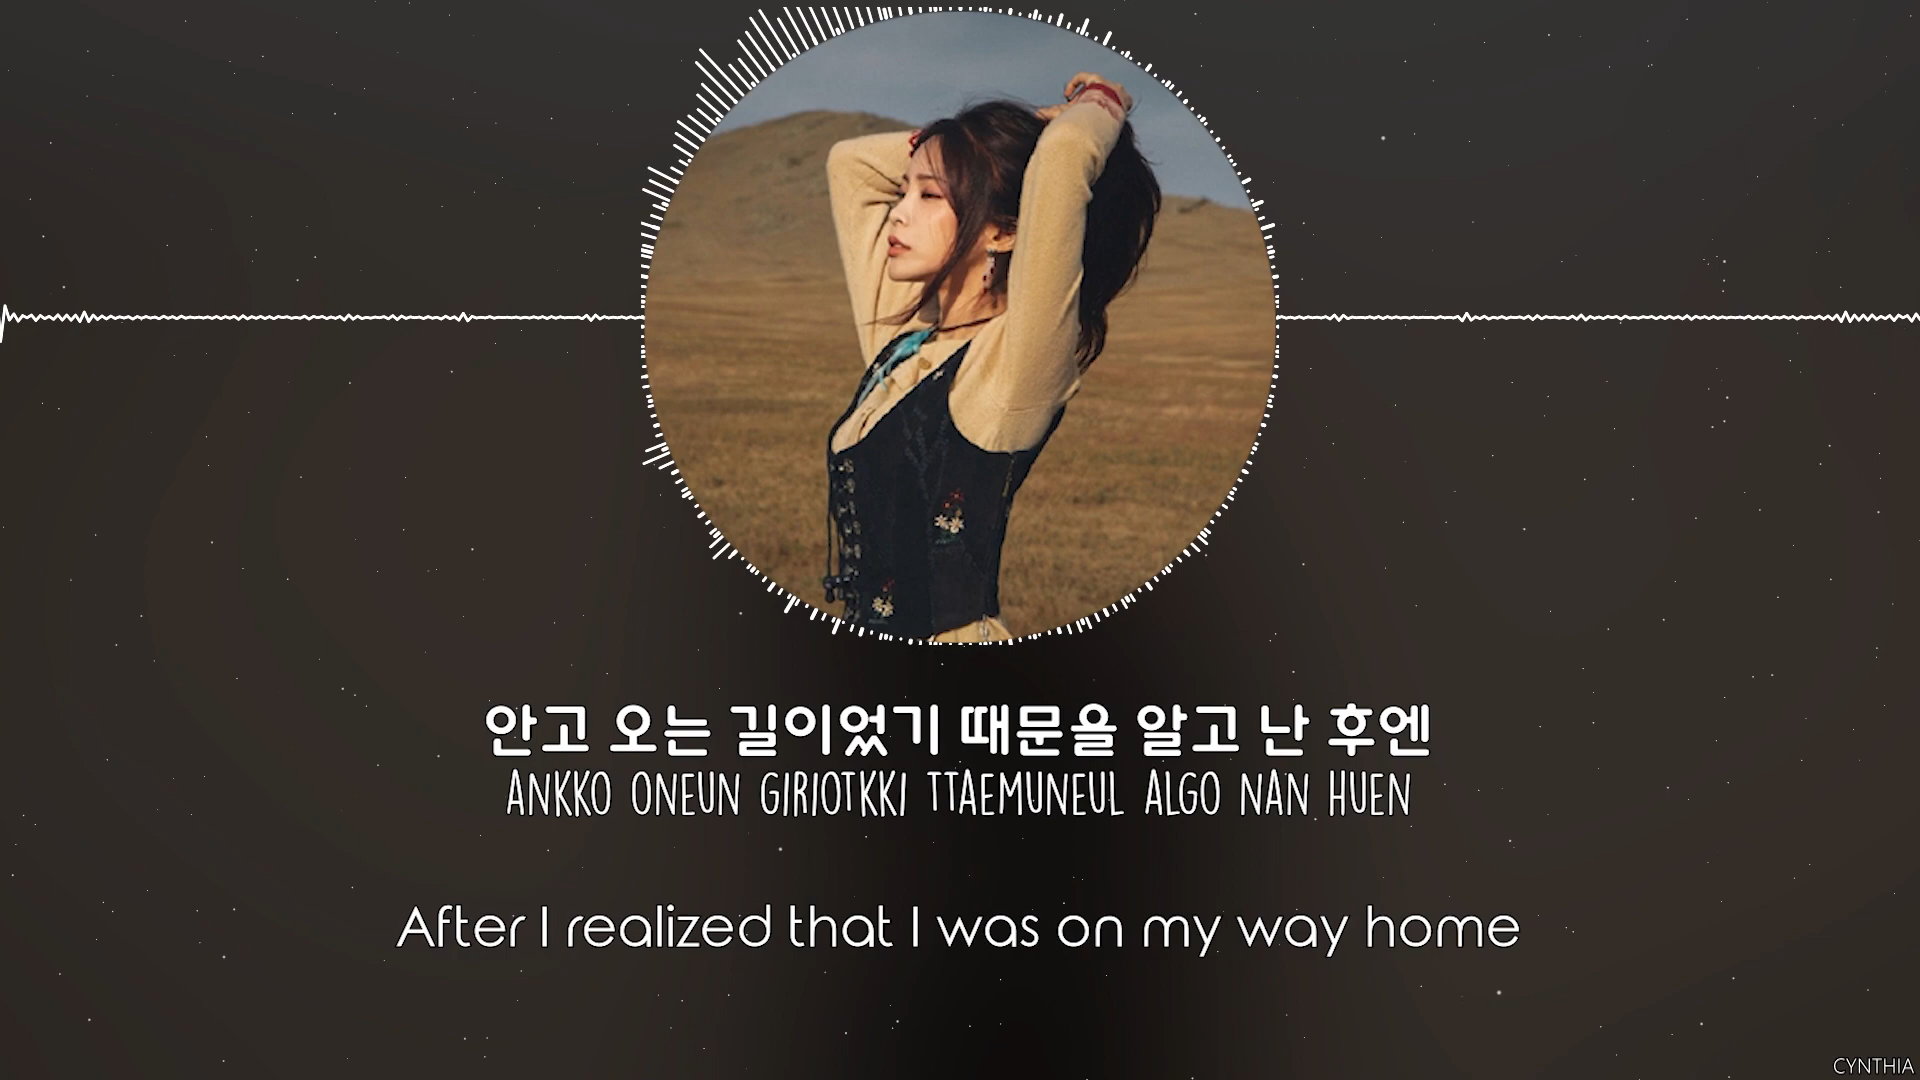 안고 오는 길이었기 때문을 알고 난 후엔
ANKKO ONEUN GIRIOTKKI TTAEMUNEUL ALGO NAN HUEN
After I realized that I was on my way home
CYNTHIA